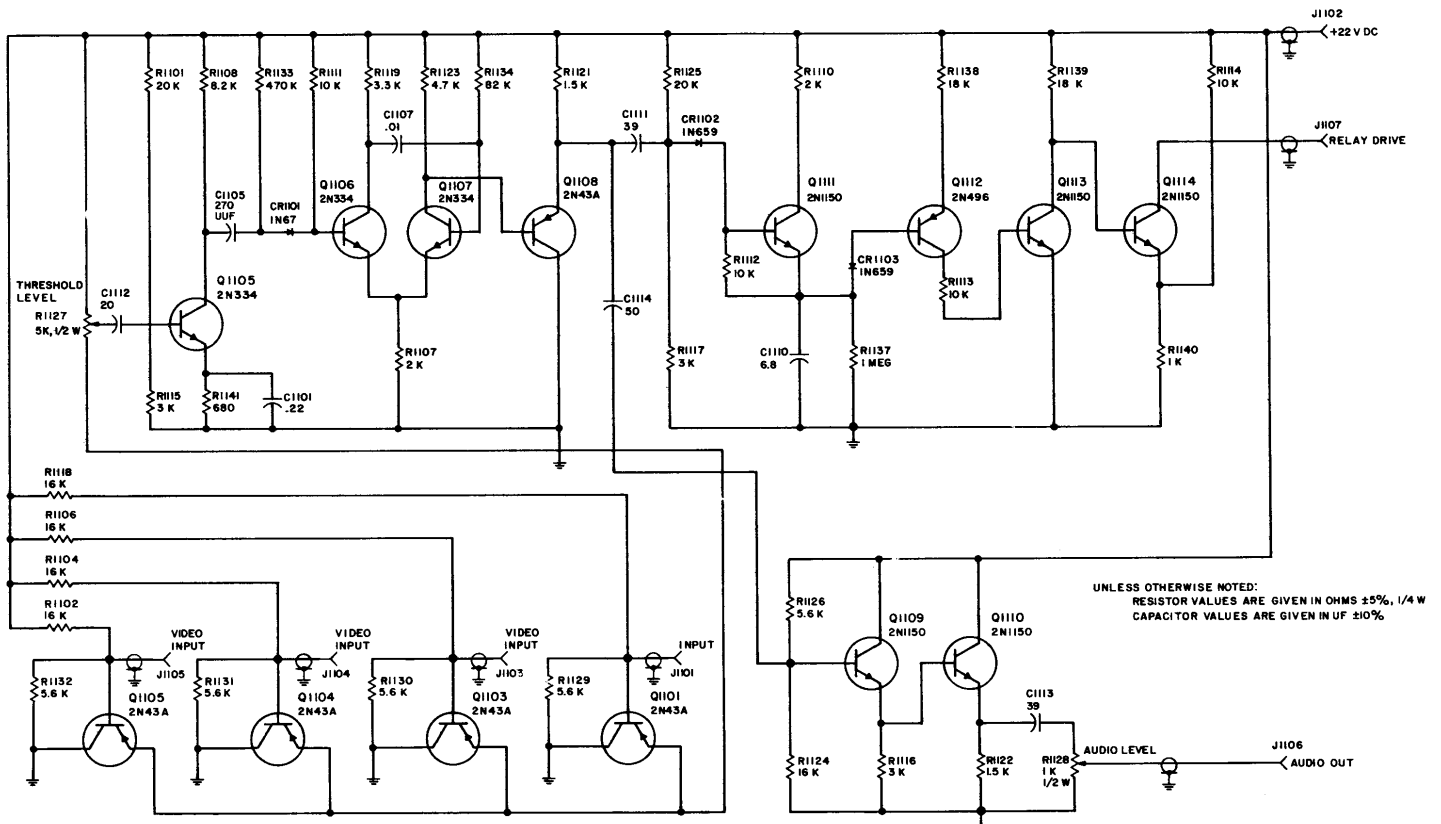 J1102
+22 V DC
R1101
20 K
R1108
8.2 K
R1133
470 K
R1111
10 K
R1119
3.3 K
R1123
4.7 K
R1134
82 K
R1121
1.5 K
R1125
20 K
R1110
2 K
R1138
18 K
R1139
18 K
R1114
10 K
C1107
.01
C1111
39
CR1102
1N659
J1107
RELAY DRIVE
C1105
270
UUF
CR1101
1N67
Q1106
2N334
Q1107
2N334
Q1108
2N43A
Q1111
2N1150
Q1112
2N496
Q1113
2N1150
Q1114
2N1150
R1112
10 K
CR1103
1N659
R1113
10 K
THRESHOLD
LEVEL
R1127
5K, 1/2 W
C1112
20
Q1105
2N334
C1114
50
R1107
2 K
R1117
3 K
C1110
6.8
R1137
1 MEG
R1140
1 K
R1115
3 K
R1141
680
C1101
.22
R1118
16 K
R1106
16 K
R1104
16 K
R1102
16 K
UNLESS OTHERWISE NOTED:
RESISTOR VALUES ARE GIVEN IN OHMS ±5%, 1/4 W
CAPACITOR VALUES ARE GIVEN IN UF ±10%
R1126
5.6 K
Q1109
2N1150
Q1110
2N1150
VIDEO
INPUT
J1105
VIDEO
INPUT
J1104
VIDEO
INPUT
J1103
INPUT
J1101
R1132
5.6 K
Q1105
2N43A
R1131
5.6 K
Q1104
2N43A
R1130
5.6 K
Q1103
2N43A
R1129
5.6 K
Q1101
2N43A
C1113
39
R1124
16 K
R1116
3 K
R1122
1.5 K
R1128
1 K
1/2 W
AUDIO LEVEL
J1106
AUDIO OUT